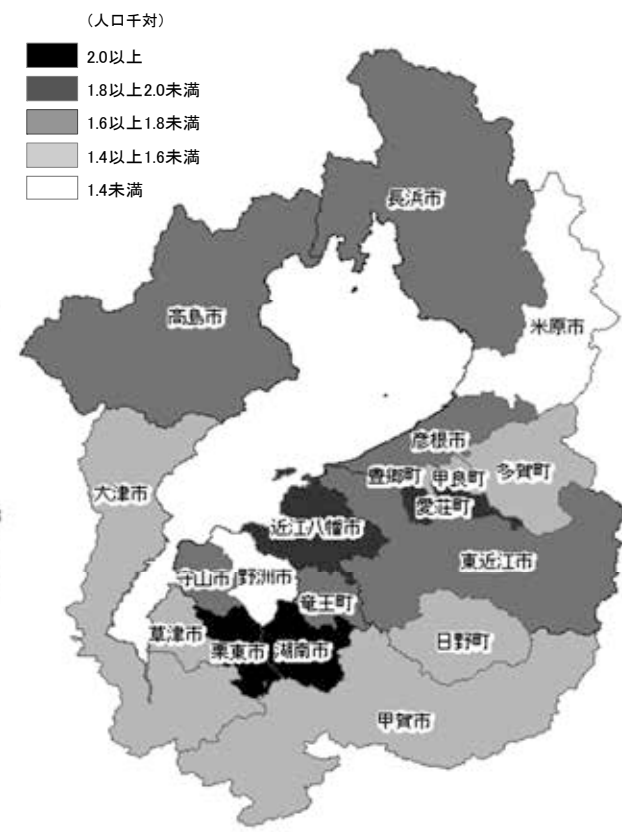 (人口千対)
2.0以上
1.8以上2.0未満
1.6以上1.8未満
1.4以上1.6未満
1.4未満
長浜市
高島市
米原市
彦根市
豊郷町
甲良町
多賀町
大津市
愛荘町
近江八幡市
東近江市
守山市
野洲市
竜王町
草津市
栗東市
湖南市
日野町
甲賀市